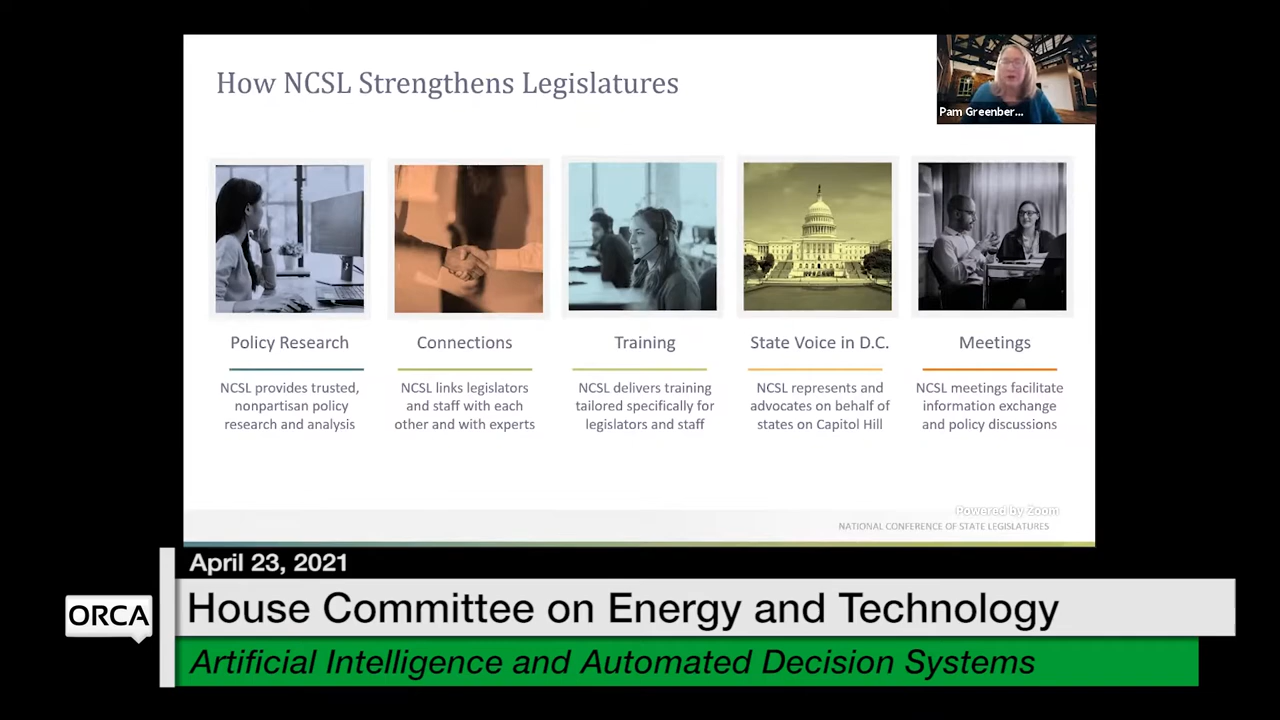 How NCSL Strengthens Legislatures
Pam Greenber...
Policy Research
NCSL provides trusted,
nonpartisan policy
research and analysis
Connections
NCSL links legislators
and staff with each
other and with experts
Training
NCSL delivers training
tailored specifically for
legislators and staff
State Voice in D.C.
NCSL represents and
advocates on behalf of
states on Capitol Hill
Meetings
NCSL meetings facilitate
information exchange
and policy discussions
Powered by Zoom
NATIONAL CONFERENCE OF STATE LEGISLATURES
April 23, 2021
ORCA
House Committee on Energy and Technology
Artificial Intelligence and Automated Decision Systems